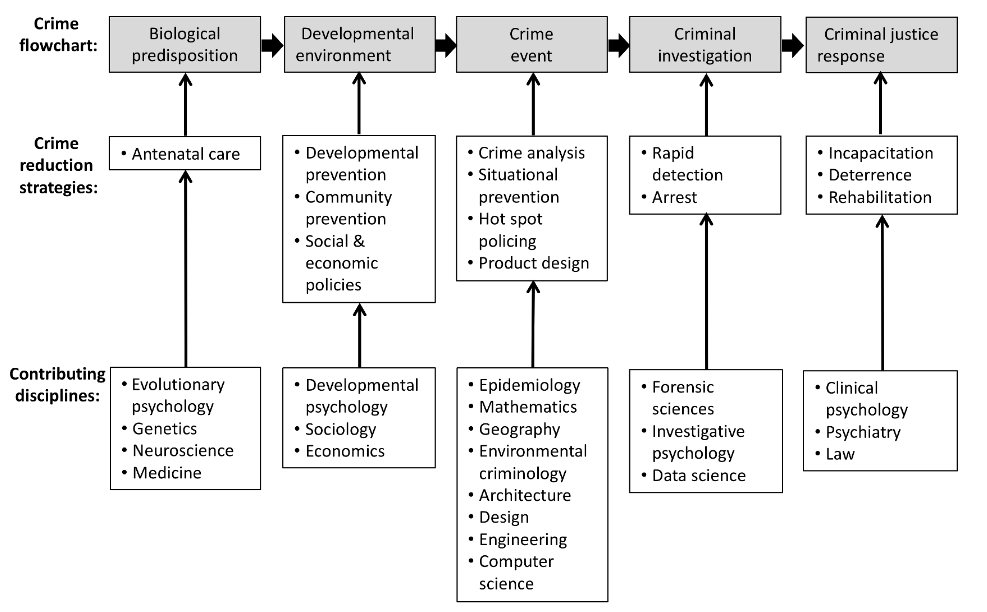 Crime
flowchart:
Biological
predisposition
Developmental
environment
Crime
event
Criminal
investigation
Criminal justice
response
Crime
reduction
strategies:
• Antenatal care
• Developmental
prevention
• Community
prevention
• Social &
economic
policies
• Crime analysis
• Situational
prevention
• Hot spot
policing
• Product design
• Rapid
detection
• Arrest
• Incapacitation
• Deterrence
• Rehabilitation
Contributing
disciplines:
• Evolutionary
psychology
• Genetics
• Neuroscience
• Medicine
• Developmental
psychology
• Sociology
• Economics
• Epidemiology
• Mathematics
• Geography
• Environmental
criminology
• Architecture
• Design
• Engineering
• Computer
science
• Forensic
sciences
• Investigative
psychology
• Data science
• Clinical
psychology
• Psychiatry
• Law